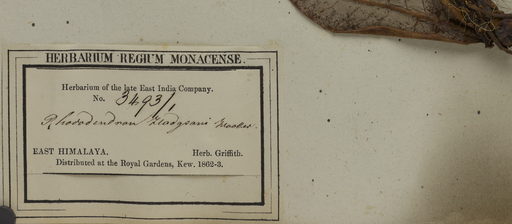 HERBARIUM REGIUM MONACENSE.
Herbarium of the late East India Company.
No. 3493/1
Rhododendron Hodgsoni Hooker.
EAST HIMALAYA. Herb. Griffith.
Distributed at the Royal Gardens, Kew. 1862-3.